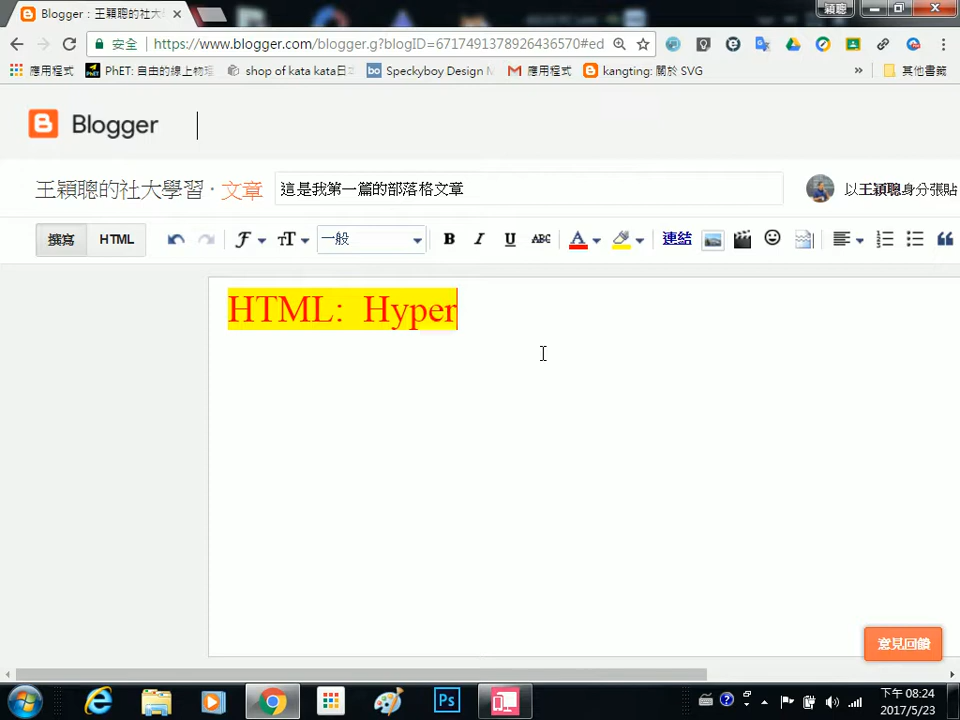 Blogger：王穎聰的社大
穎聰
安全 https://www.blogger.com/blogger.g?blogID=6717491378926436570#ed
應用程式 PhET: 自由的線上物理 shop of kata kata日本 Speckyboy Design M 應用程式 kangting: 關於 SVG » 其他書籤
Blogger
王穎聰的社大學習 · 文章 這是我第一篇的部落格文章 以王穎聰身分張貼
撰寫 HTML F TT 一般 B I U ABC A 連結
HTML: Hyper
意見回饋
Ps 下午 08:24
2017/5/23